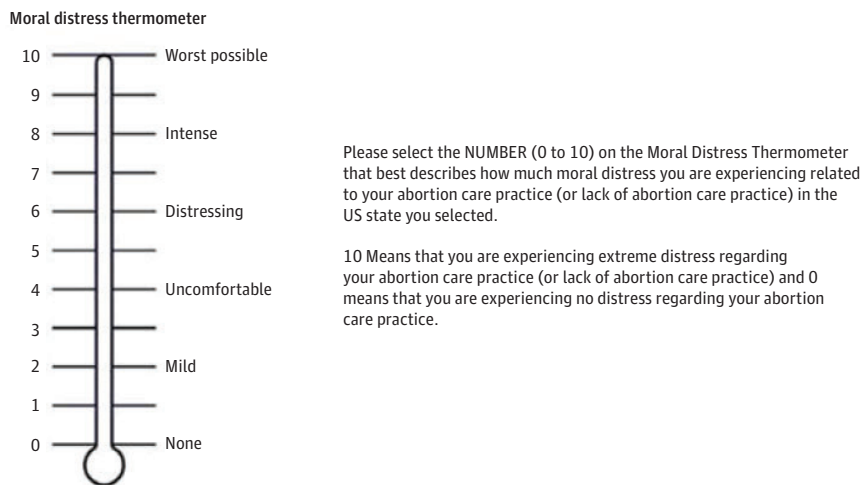 Moral distress thermometer
10 Worst possible
9
8 Intense
7
6 Distressing
5
4 Uncomfortable
3
2 Mild
1
0 None
Please select the NUMBER (0 to 10) on the Moral Distress Thermometer
that best describes how much moral distress you are experiencing related
to your abortion care practice (or lack of abortion care practice) in the
US state you selected.
10 Means that you are experiencing extreme distress regarding
your abortion care practice (or lack of abortion care practice) and 0
means that you are experiencing no distress regarding your abortion
care practice.